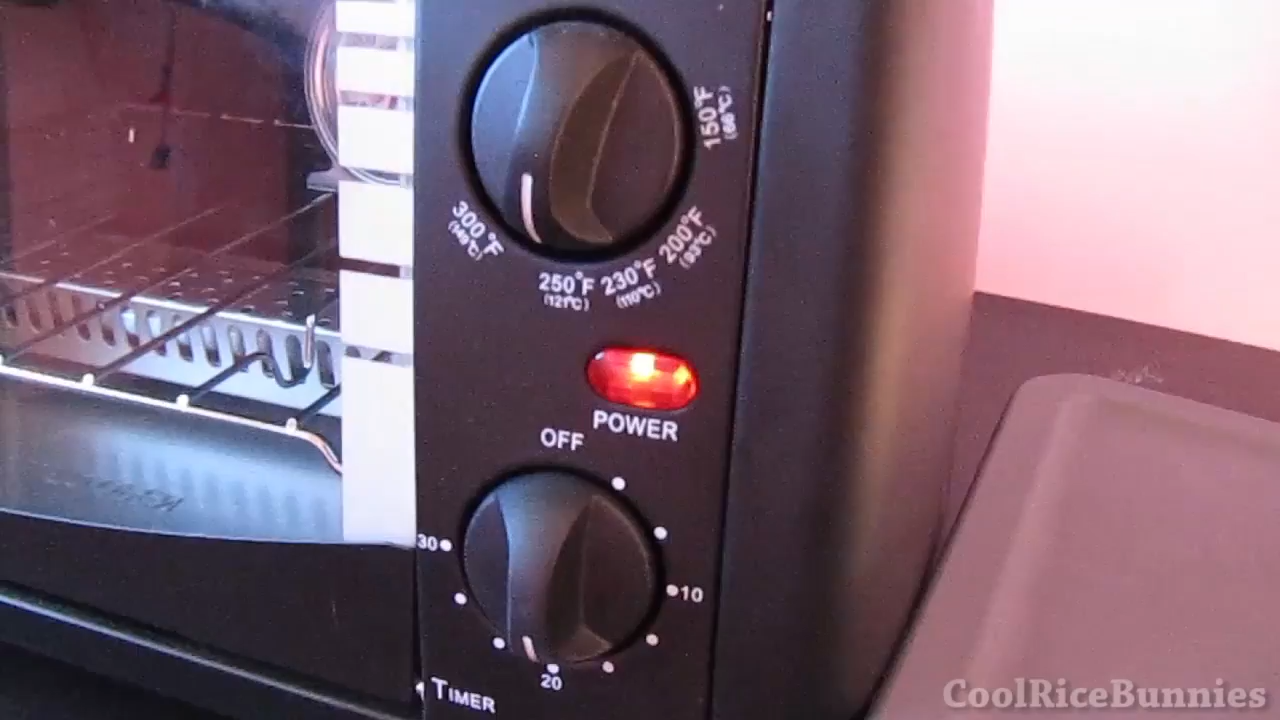 150°F
(66°C)
200°F
(93°C)
230°F
(110°C)
250°F
(121°C)
300°F
(149°C)
POWER
OFF
10
20
30
TIMER
CoolRiceBunnies